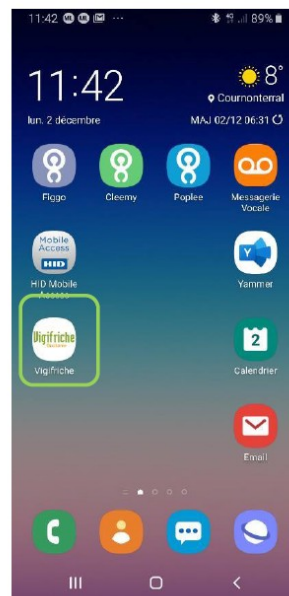 11:42
89%
11:42
8°
Cournonterral
lun. 2 décembre
MAJ 02/12 06:31
Figgo
Cleemy
Poplee
Messagerie
Vocale
Mobile
Access
HID
HID Mobile
Access
Y
Yammer
Vigifriche
Vigifriche
2
Calendrier
Email